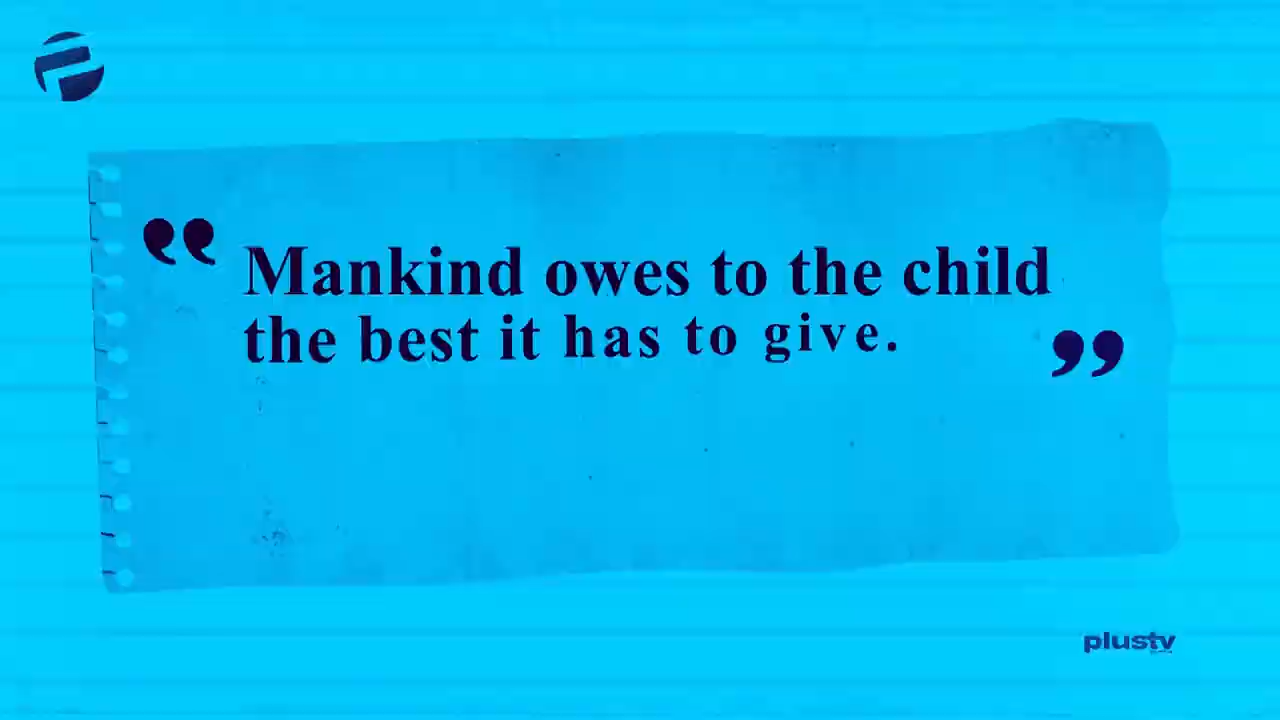 “ Mankind owes to the child
the best it has to give. ”
plustv